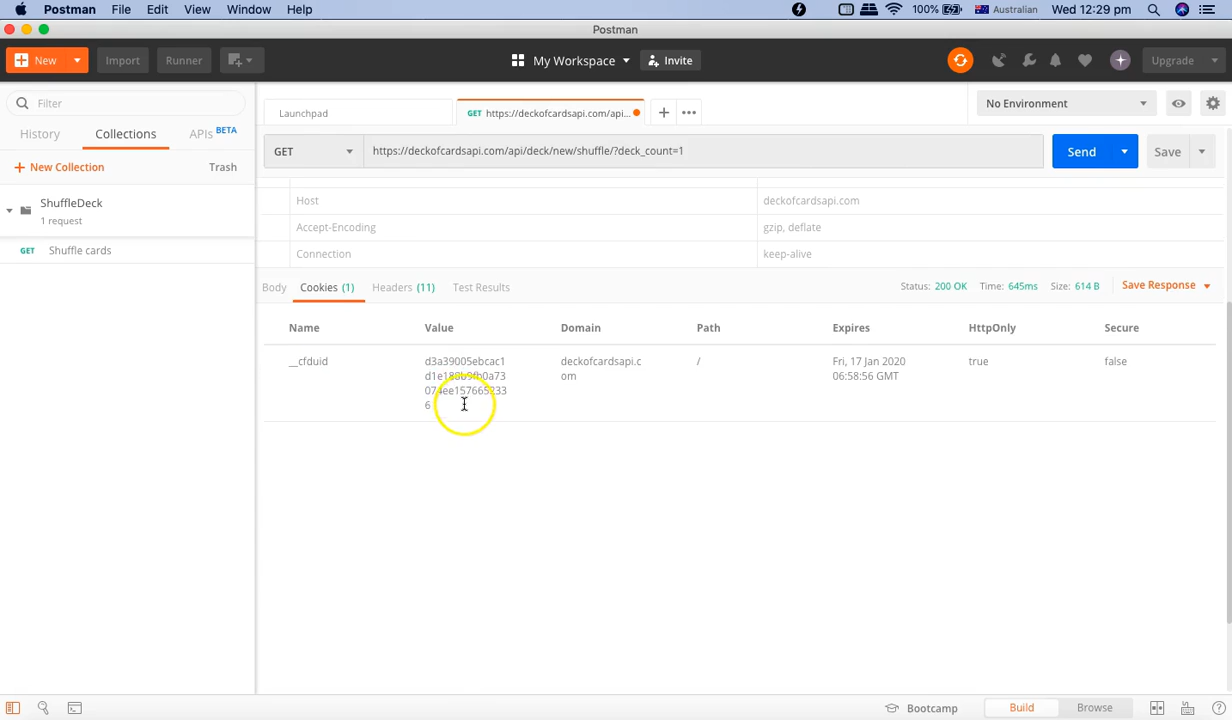 Postman File Edit View Window Help 100% Australian Wed 12:29 pm
Postman
New Import Runner My Workspace Invite Upgrade
Filter
History Collections APIs BETA
New Collection Trash
ShuffleDeck
1 request
GET Shuffle cards
Launchpad GET https://deckofcardsapi.com/api... No Environment
GET https://deckofcardsapi.com/api/deck/new/shuffle/?deck_count=1 Send Save
Host deckofcardsapi.com
Accept-Encoding gzip, deflate
Connection keep-alive
Body Cookies (1) Headers (11) Test Results Status: 200 OK Time: 645ms Size: 614 B Save Response
Name Value Domain Path Expires HttpOnly Secure
__cfduid d3a39005ebcac1 deckofcardsapi.c / Fri, 17 Jan 2020 true false
om 06:58:56 GMT
6
Bootcamp Build Browse